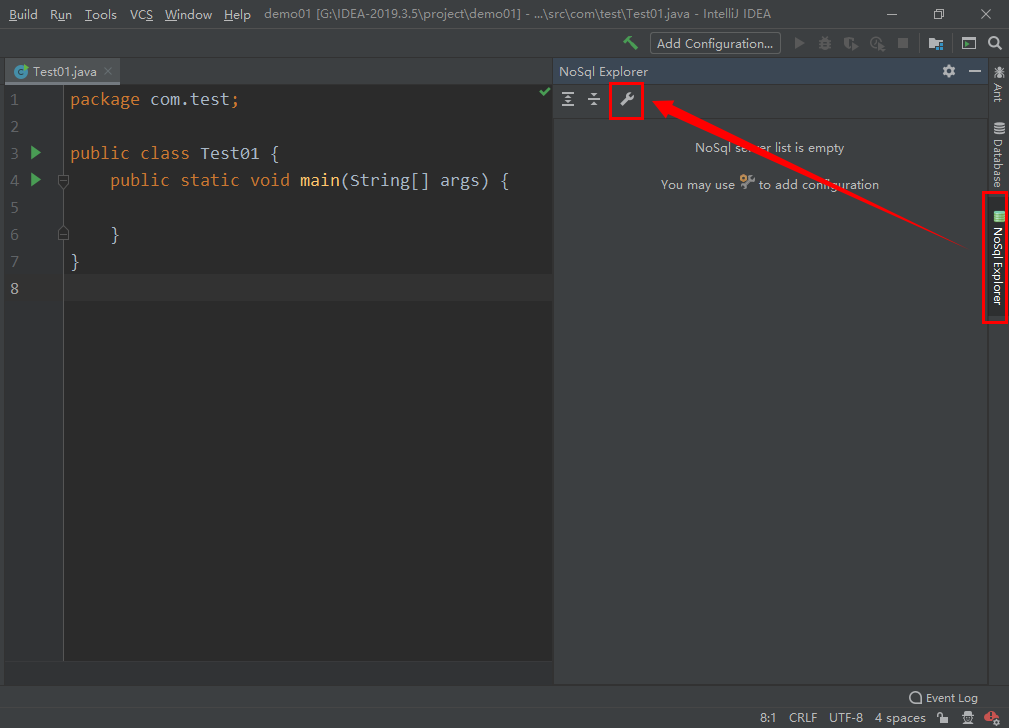 Build Run Tools VCS Window Help demo01 [G:\IDEA-2019.3.5\project\demo01] - ...\src\com\test\Test01.java - IntelliJ IDEA
Add Configuration...
Test01.java
NoSql Explorer
1 package com.test;
2
3 public class Test01 {
4 public static void main(String[] args) {
5
6 }
7 }
8
NoSql server list is empty
You may use to add configuration
Ant
Database
NoSql Explorer
Event Log
8:1 CRLF UTF-8 4 spaces